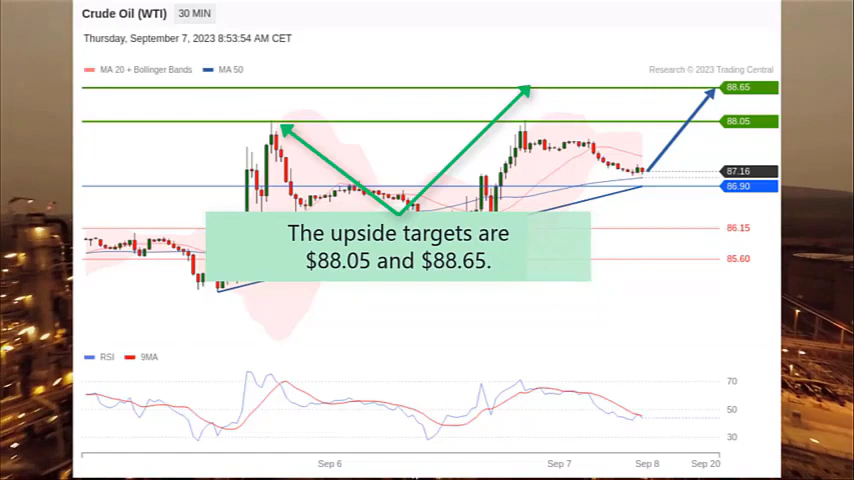 Crude Oil (WTI) 30 MIN
Thursday, September 7, 2023 8:53:54 AM CET
MA 20 + Bollinger Bands MA 50
Research © 2023 Trading Central
88.65
88.05
87.16
86.90
86.15
85.60
The upside targets are
$88.05 and $88.65.
RSI 9MA
70
50
30
Sep 6 Sep 7 Sep 8 Sep 20